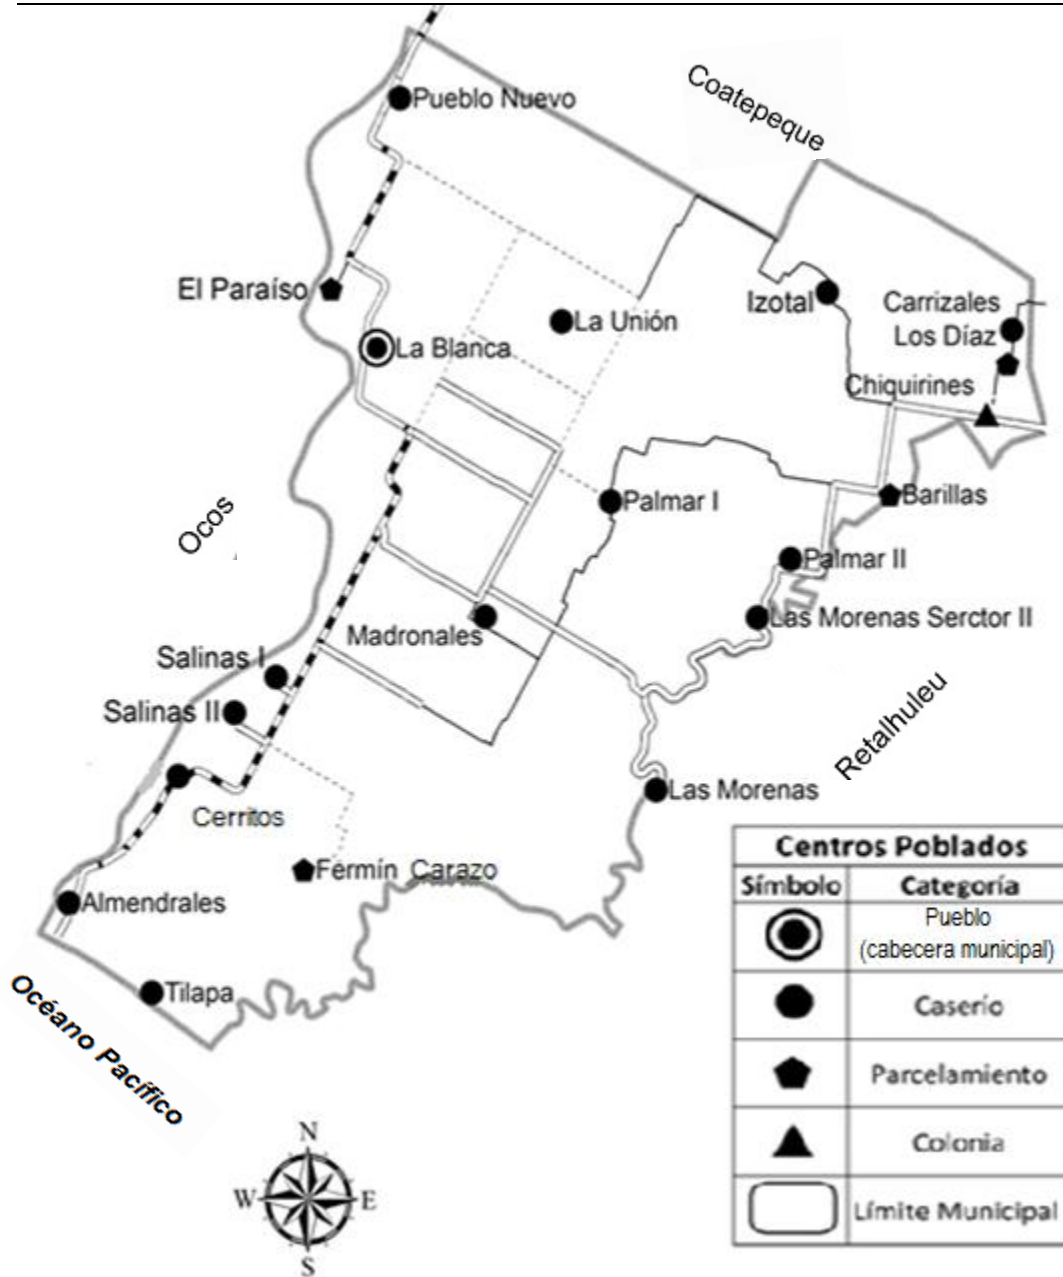 Coatepeque
Pueblo Nuevo
El Paraíso
La Blanca
La Unión
Izotal
Carrizales
Los Díaz
Chiquirines
Barillas
Palmar I
Palmar II
Ocos
Las Morenas Serctor II
Madronales
Salinas I
Salinas II
Retalhuleu
Las Morenas
Cerritos
Fermín Carazo
Almendrales
Tilapa
Océano Pacífico
N
W E
S
Centros Poblados
Símbolo Categoría
Pueblo
(cabecera municipal)
Caserío
Parcelamiento
Colonia
Límite Municipal